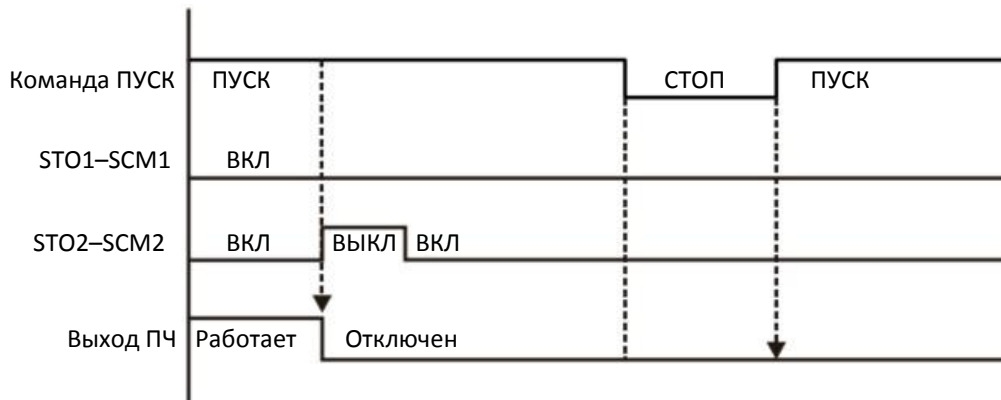 Команда ПУСК ПУСК СТОП ПУСК
STO1–SCM1 ВКЛ
STO2–SCM2 ВКЛ ВЫКЛ ВКЛ
Выход ПЧ Работает Отключен